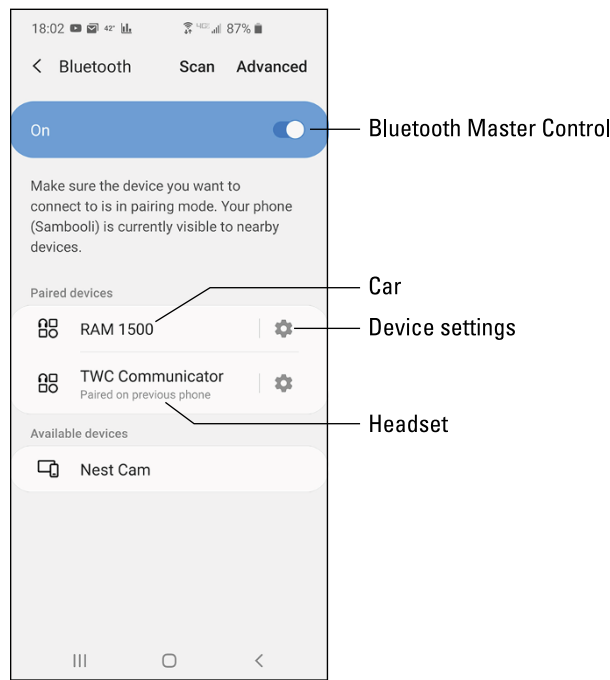 18:02 42° 4GE 87%
Bluetooth Scan Advanced
On
Bluetooth Master Control
Make sure the device you want to
connect to is in pairing mode. Your phone
(Sambooli) is currently visible to nearby
devices.
Paired devices
Car
RAM 1500
Device settings
TWC Communicator
Paired on previous phone
Headset
Available devices
Nest Cam